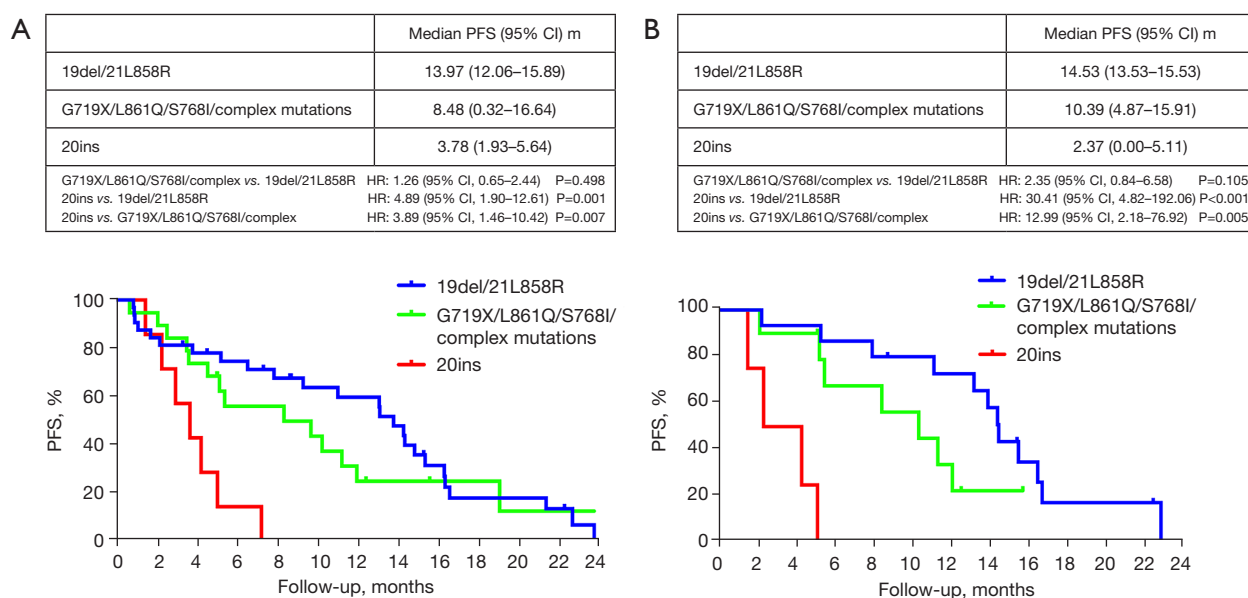 A
Median PFS (95% CI) m
19del/21L858R 13.97 (12.06–15.89)
G719X/L861Q/S768I/complex mutations 8.48 (0.32–16.64)
20ins 3.78 (1.93–5.64)
G719X/L861Q/S768I/complex vs. 19del/21L858R HR: 1.26 (95% CI, 0.65–2.44) P=0.498
20ins vs. 19del/21L858R HR: 4.89 (95% CI, 1.90–12.61) P=0.001
20ins vs. G719X/L861Q/S768I/complex HR: 3.89 (95% CI, 1.46–10.42) P=0.007
19del/21L858R
G719X/L861Q/S768I/
complex mutations
20ins
PFS, %
100
80
60
40
20
0
0 2 4 6 8 10 12 14 16 18 20 22 24
Follow-up, months
B
Median PFS (95% CI) m
19del/21L858R 14.53 (13.53–15.53)
G719X/L861Q/S768I/complex mutations 10.39 (4.87–15.91)
20ins 2.37 (0.00–5.11)
G719X/L861Q/S768I/complex vs. 19del/21L858R HR: 2.35 (95% CI, 0.84–6.58) P=0.105
20ins vs. 19del/21L858R HR: 30.41 (95% CI, 4.82–192.06) P<0.001
20ins vs. G719X/L861Q/S768I/complex HR: 12.99 (95% CI, 2.18–76.92) P=0.005
19del/21L858R
G719X/L861Q/S768I/
complex mutations
20ins
PFS, %
100
80
60
40
20
0
0 2 4 6 8 10 12 14 16 18 20 22 24
Follow-up, months